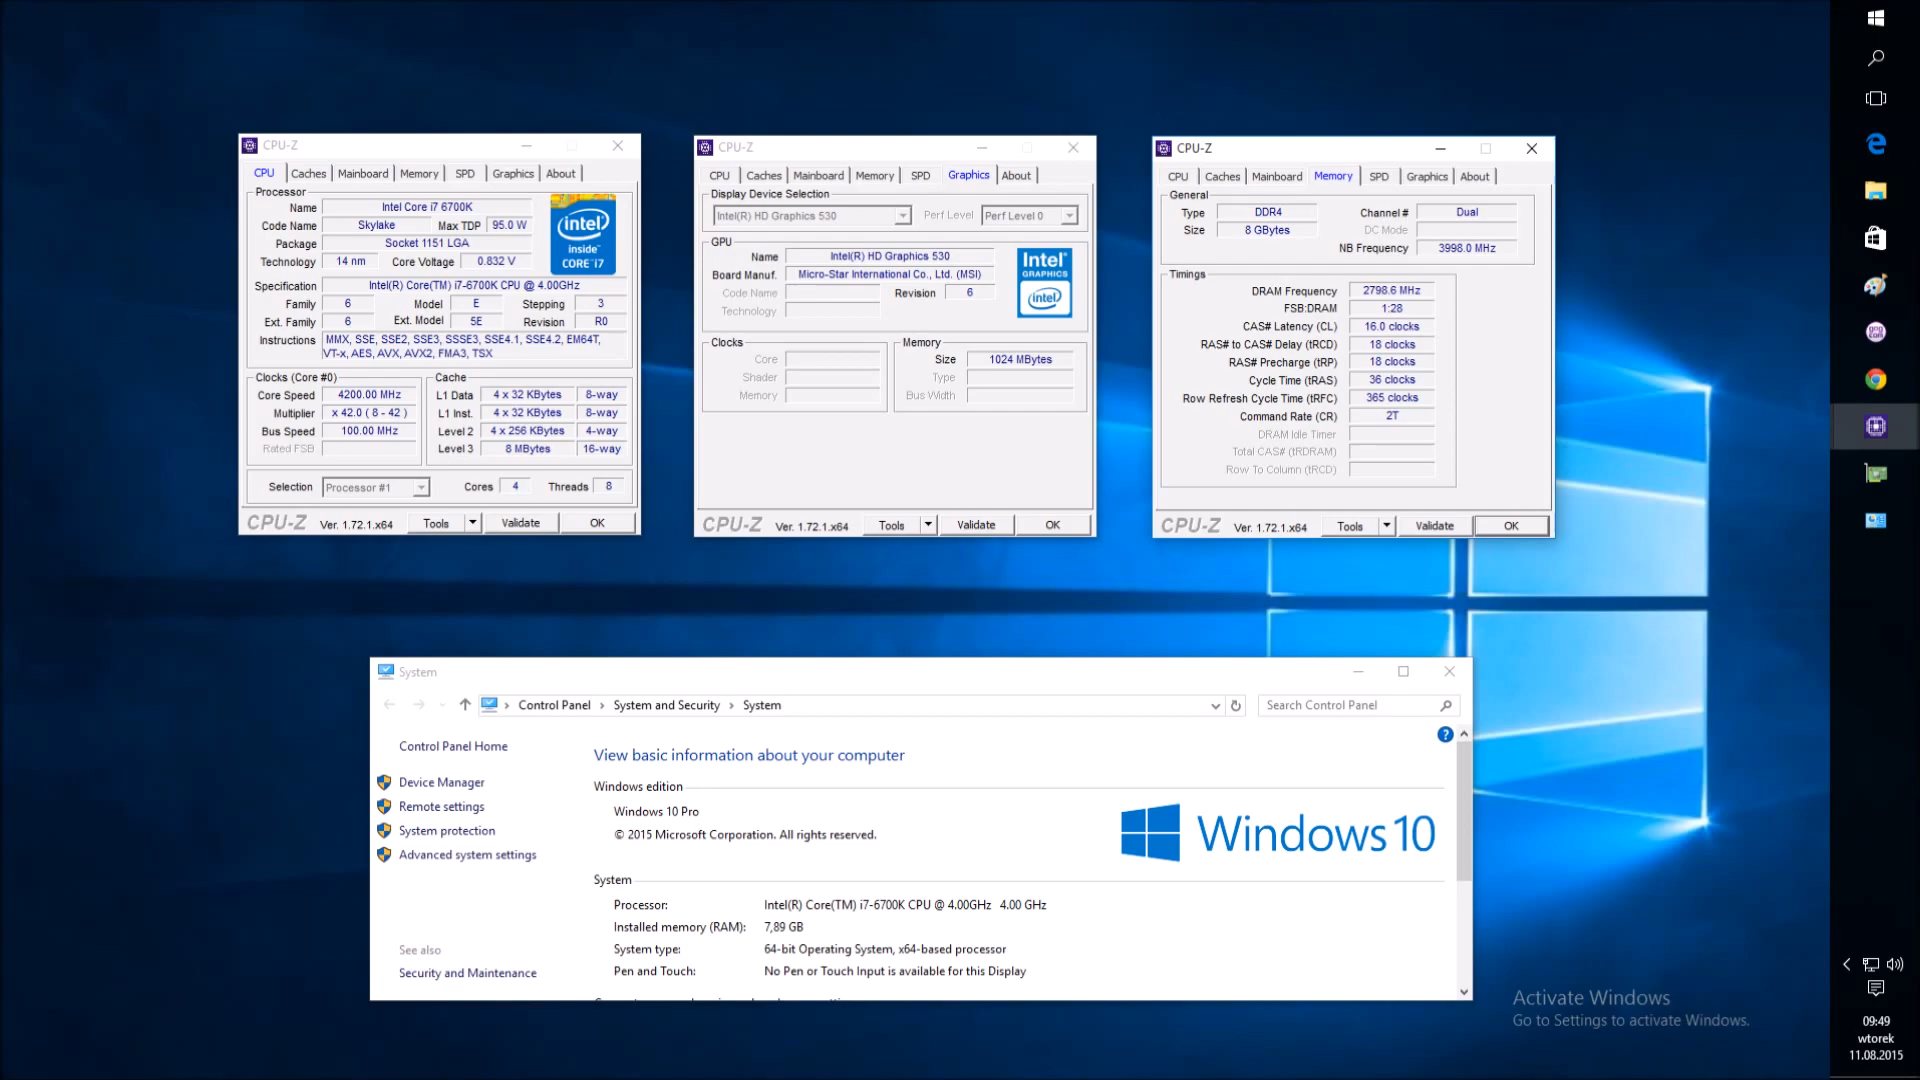 CPU-Z
CPU Caches Mainboard Memory SPD Graphics About
Processor
Name Intel Core i7 6700K
Code Name Skylake Max TDP 95.0 W
Package Socket 1151 LGA
Technology 14 nm Core Voltage 0.832 V
intel inside™ CORE™i7
Specification Intel(R) Core(TM) i7-6700K CPU @ 4.00GHz
Family 6 Model E Stepping 3
Ext. Family 6 Ext. Model 5E Revision R0
Instructions MMX, SSE, SSE2, SSE3, SSSE3, SSE4.1, SSE4.2, EM64T,
VT-x, AES, AVX, AVX2, FMA3, TSX
Clocks (Core #0)
Core Speed 4200.00 MHz
Multiplier x 42.0 ( 8 - 42 )
Bus Speed 100.00 MHz
Rated FSB
Cache
L1 Data 4 x 32 KBytes 8-way
L1 Inst. 4 x 32 KBytes 8-way
Level 2 4 x 256 KBytes 4-way
Level 3 8 MBytes 16-way
Selection Processor #1 Cores 4 Threads 8
CPU-Z Ver. 1.72.1.x64 Tools Validate OK
CPU-Z
CPU Caches Mainboard Memory SPD Graphics About
Display Device Selection
Intel(R) HD Graphics 530 Perf Level Perf Level 0
GPU
Name Intel(R) HD Graphics 530
Board Manuf. Micro-Star International Co., Ltd. (MSI)
Code Name Revision 6
Technology
Intel GRAPHICS intel
Clocks
Core
Shader
Memory
Memory
Size 1024 MBytes
Type
Bus Width
CPU-Z Ver. 1.72.1.x64 Tools Validate OK
CPU-Z
CPU Caches Mainboard Memory SPD Graphics About
General
Type DDR4 Channel # Dual
Size 8 GBytes DC Mode
NB Frequency 3998.0 MHz
Timings
DRAM Frequency 2798.6 MHz
FSB:DRAM 1:28
CAS# Latency (CL) 16.0 clocks
RAS# to CAS# Delay (tRCD) 18 clocks
RAS# Precharge (tRP) 18 clocks
Cycle Time (tRAS) 36 clocks
Row Refresh Cycle Time (tRFC) 365 clocks
Command Rate (CR) 2T
DRAM Idle Timer
Total CAS# (tRDRAM)
Row To Column (tRCD)
CPU-Z Ver. 1.72.1.x64 Tools Validate OK
System
Control Panel › System and Security › System
Search Control Panel
Control Panel Home
Device Manager
Remote settings
System protection
Advanced system settings
See also
Security and Maintenance
View basic information about your computer
Windows edition
Windows 10 Pro
© 2015 Microsoft Corporation. All rights reserved.
Windows 10
System
Processor: Intel(R) Core(TM) i7-6700K CPU @ 4.00GHz 4.00 GHz
Installed memory (RAM): 7,89 GB
System type: 64-bit Operating System, x64-based processor
Pen and Touch: No Pen or Touch Input is available for this Display
Activate Windows
Go to Settings to activate Windows.
09:49
wtorek
11.08.2015